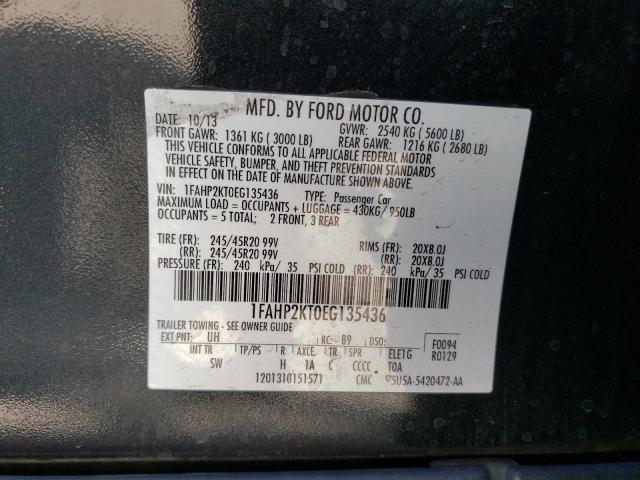 MFD. BY FORD MOTOR CO.
DATE: 10/13 GVWR: 2540 KG (5600 LB)
FRONT GAWR: 1361 KG (3000 LB) REAR GAWR: 1216 KG (2680 LB)
THIS VEHICLE CONFORMS TO ALL APPLICABLE FEDERAL MOTOR
VEHICLE SAFETY, BUMPER, AND THEFT PREVENTION STANDARDS
IN EFFECT ON THE DATE OF MANUFACTURE SHOWN ABOVE.
VIN: 1FAHP2KT0EG135436 TYPE: Passenger Car
MAXIMUM LOAD = OCCUPANTS + LUGGAGE = 430KG/ 950LB
OCCUPANTS = 5 TOTAL; 2 FRONT, 3 REAR
TIRE (FR): 245/45R20 99V RIMS (FR): 20X8.0J
(RR): 245/45R20 99V (RR): 20X8.0J
PRESSURE (FR): 240 kPa/ 35 PSI COLD (RR): 240 kPa/ 35 PSI COLD
1FAHP2KT0EG135436
TRAILER TOWING - SEE OWNER GUIDE
EXT PNT: UH RC: B9 DSO: F0094
INT TR TP/PS R AXLE TR SPR ELE1G R0129
SW H 1A C CCCC TOA
1201310151571 CMC 5U5A-5420472-AA